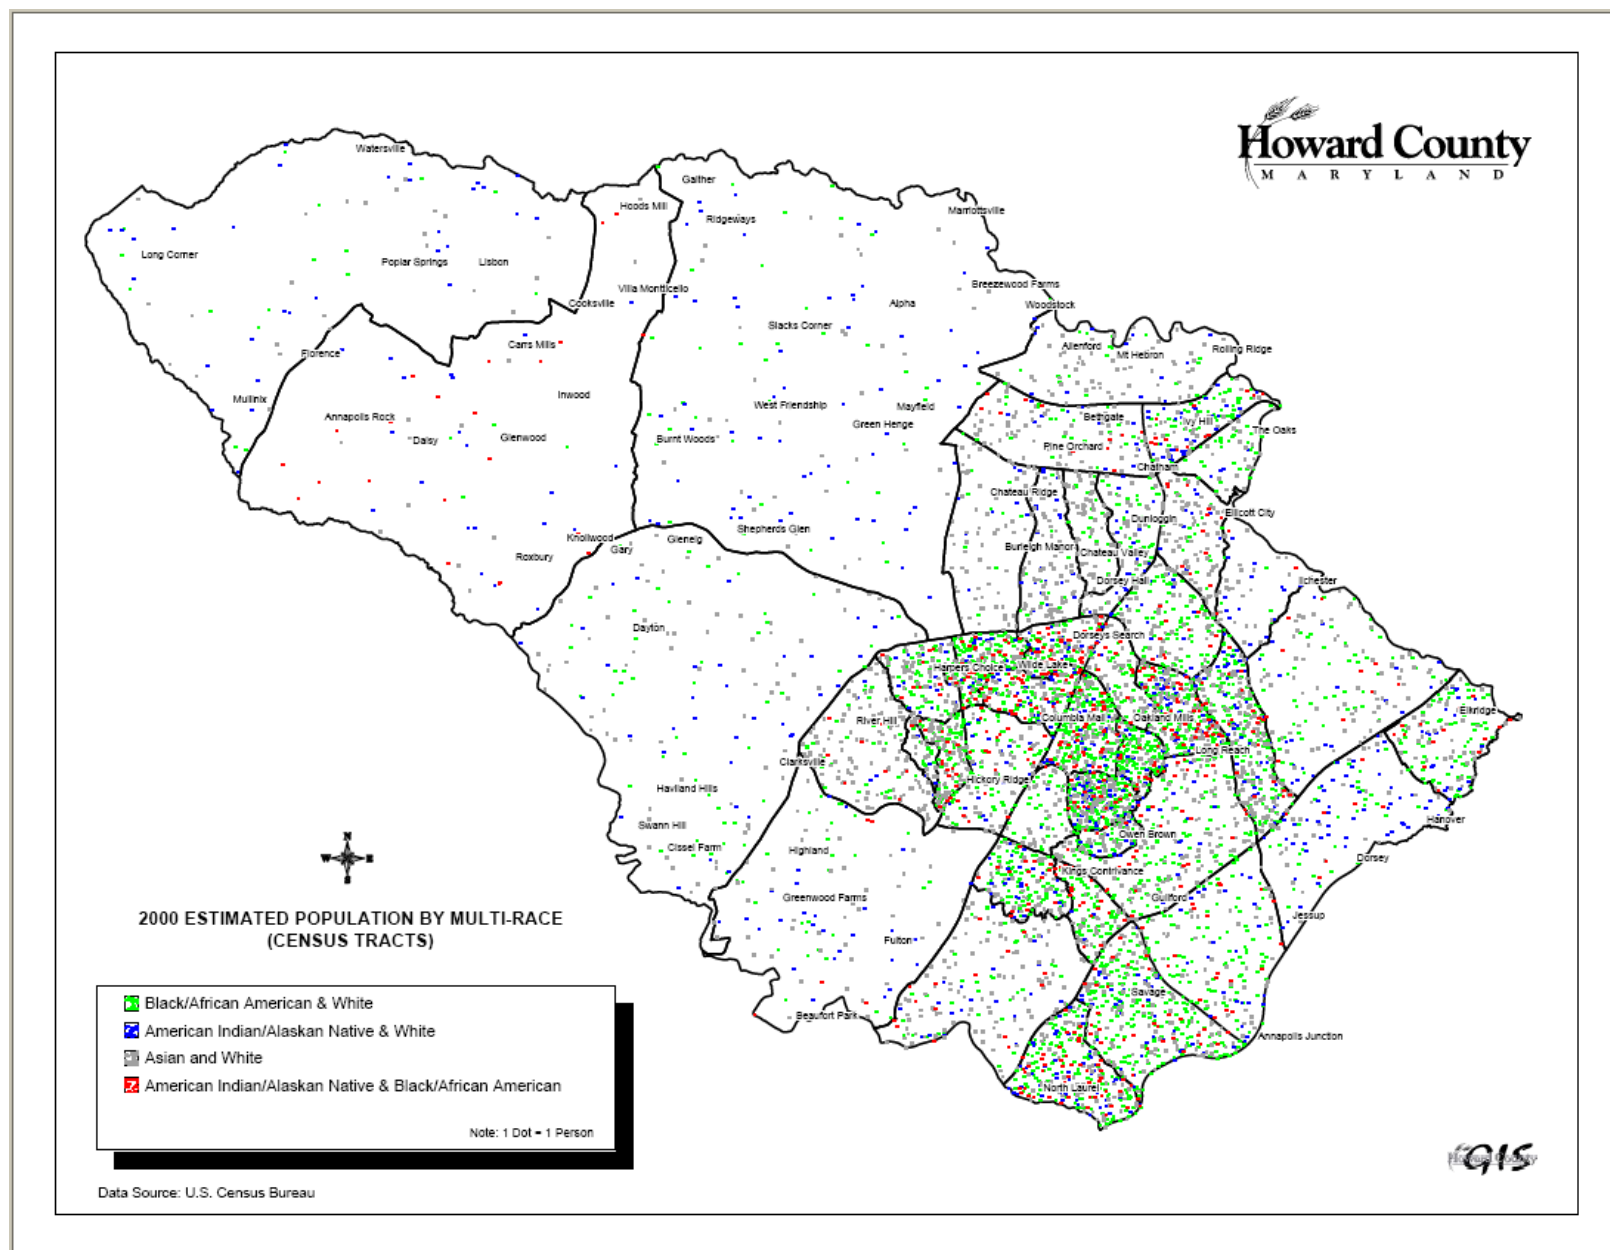 Howard County
MARYLAND
Watersville
Gaither
Hoods Mill
Ridgeways
Marriottsville
Long Corner
Poplar Springs
Lisbon
Villa Monticello
Breezewood Farms
Cooksville
Alpha
Woodstock
Slacks Corner
Carrs Mills
Allenford
Mt Hebron
Rolling Ridge
Florence
Inwood
Mullinix
West Friendship
Mayfield
Annapolis Rock
Bethgate
Ivy Hill
Daisy
Glenwood
Burnt Woods
Green Henge
The Oaks
Pine Orchard
Chatham
Chateau Ridge
Ellicott City
Shepherds Glen
Dunloggin
Knollwood
Glenelg
Roxbury
Gary
Burleigh Manor
Chateau Valley
Dorsey Hall
Ilchester
Dayton
Dorseys Search
Harpers Choice
Wilde Lake
River Hill
Columbia Mall
Oakland Mills
Elkridge
Long Reach
Clarksville
Hickory Ridge
Haviland Hills
Swann Hill
Owen Brown
Hanover
Cissel Farm
Highland
Dorsey
Kings Contrivance
Greenwood Farms
Guilford
Jessup
Fulton
Savage
Beaufort Park
Annapolis Junction
North Laurel
N
W
E
S
2000 ESTIMATED POPULATION BY MULTI-RACE
(CENSUS TRACTS)
Black/African American & White
American Indian/Alaskan Native & White
Asian and White
American Indian/Alaskan Native & Black/African American
Note: 1 Dot = 1 Person
Data Source: U.S. Census Bureau
Howard County
GIS